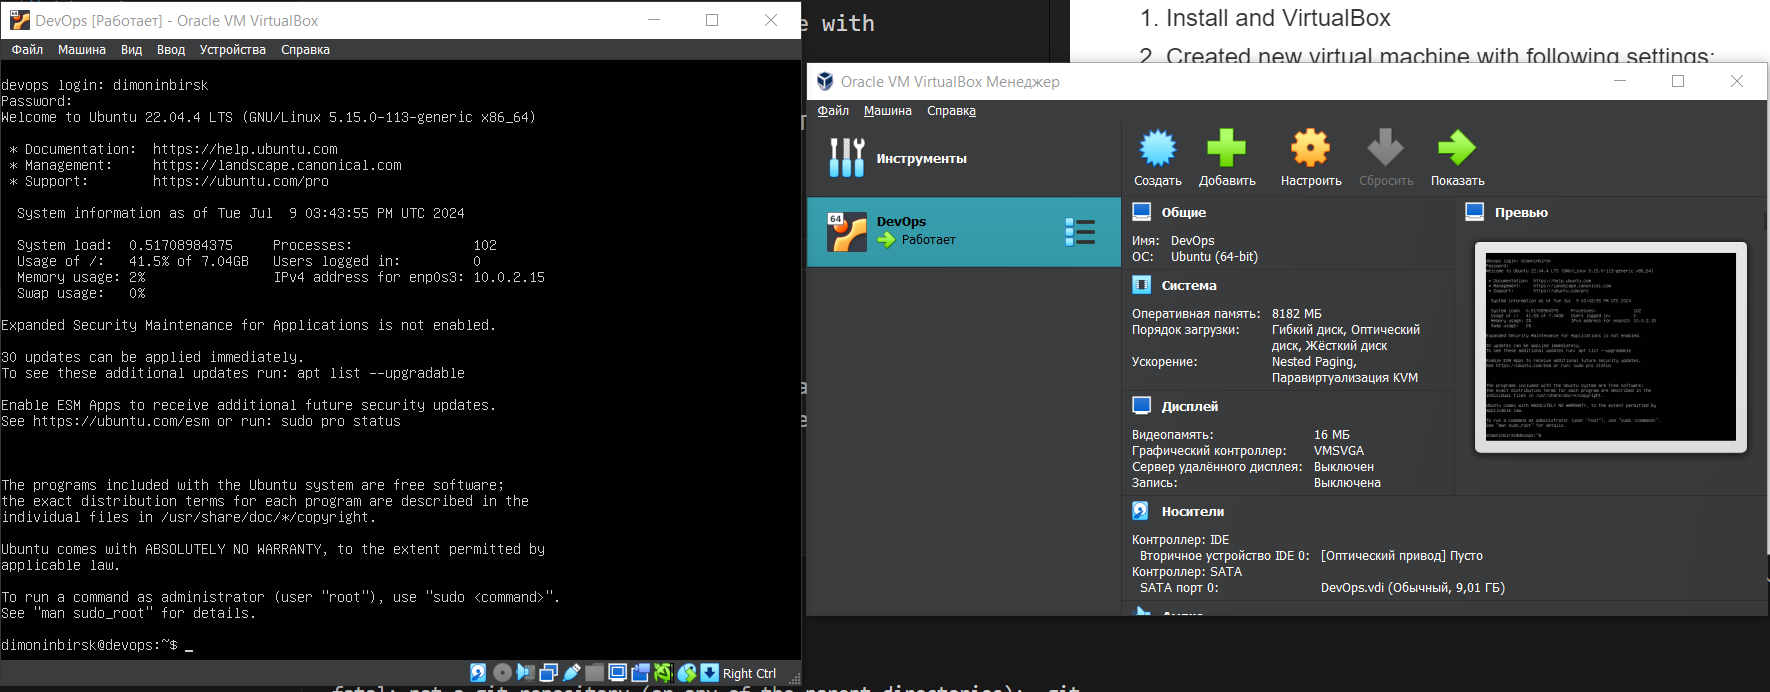 DevOps [Работает] - Oracle VM VirtualBox
Файл Машина Вид Ввод Устройства Справка
devops login: dimoninbirsk
Password:
Welcome to Ubuntu 22.04.4 LTS (GNU/Linux 5.15.0-113-generic x86_64)
* Documentation: https://help.ubuntu.com
* Management: https://landscape.canonical.com
* Support: https://ubuntu.com/pro
System information as of Tue Jul 9 03:43:55 PM UTC 2024
System load: 0.51708984375 Processes: 102
Usage of /: 41.5% of 7.04GB Users logged in: 0
Memory usage: 2% IPv4 address for enp0s3: 10.0.2.15
Swap usage: 0%
Expanded Security Maintenance for Applications is not enabled.
30 updates can be applied immediately.
To see these additional updates run: apt list --upgradable
Enable ESM Apps to receive additional future security updates.
See https://ubuntu.com/esm or run: sudo pro status
The programs included with the Ubuntu system are free software;
the exact distribution terms for each program are described in the
individual files in /usr/share/doc/*/copyright.
Ubuntu comes with ABSOLUTELY NO WARRANTY, to the extent permitted by
applicable law.
To run a command as administrator (user "root"), use "sudo <command>".
See "man sudo_root" for details.
dimoninbirsk@devops:~$ _
Right Ctrl
e with
1. Install and VirtualBox
2. Created new virtual machine with following settings:
Oracle VM VirtualBox Менеджер
Файл Машина Справка
Инструменты
64
DevOps
Работает
Создать Добавить Настроить Сбросить Показать
Общие
Имя: DevOps
ОС: Ubuntu (64-bit)
Система
Оперативная память: 8182 МБ
Порядок загрузки: Гибкий диск, Оптический
диск, Жёсткий диск
Ускорение: Nested Paging,
Паравиртуализация KVM
Дисплей
Видеопамять: 16 МБ
Графический контроллер: VMSVGA
Сервер удалённого дисплея: Выключен
Запись: Выключена
Носители
Контроллер: IDE
Вторичное устройство IDE 0: [Оптический привод] Пусто
Контроллер: SATA
SATA порт 0: DevOps.vdi (Обычный, 9,01 ГБ)
Превью
fatal: not a git repository (or any of the parent directories): .git